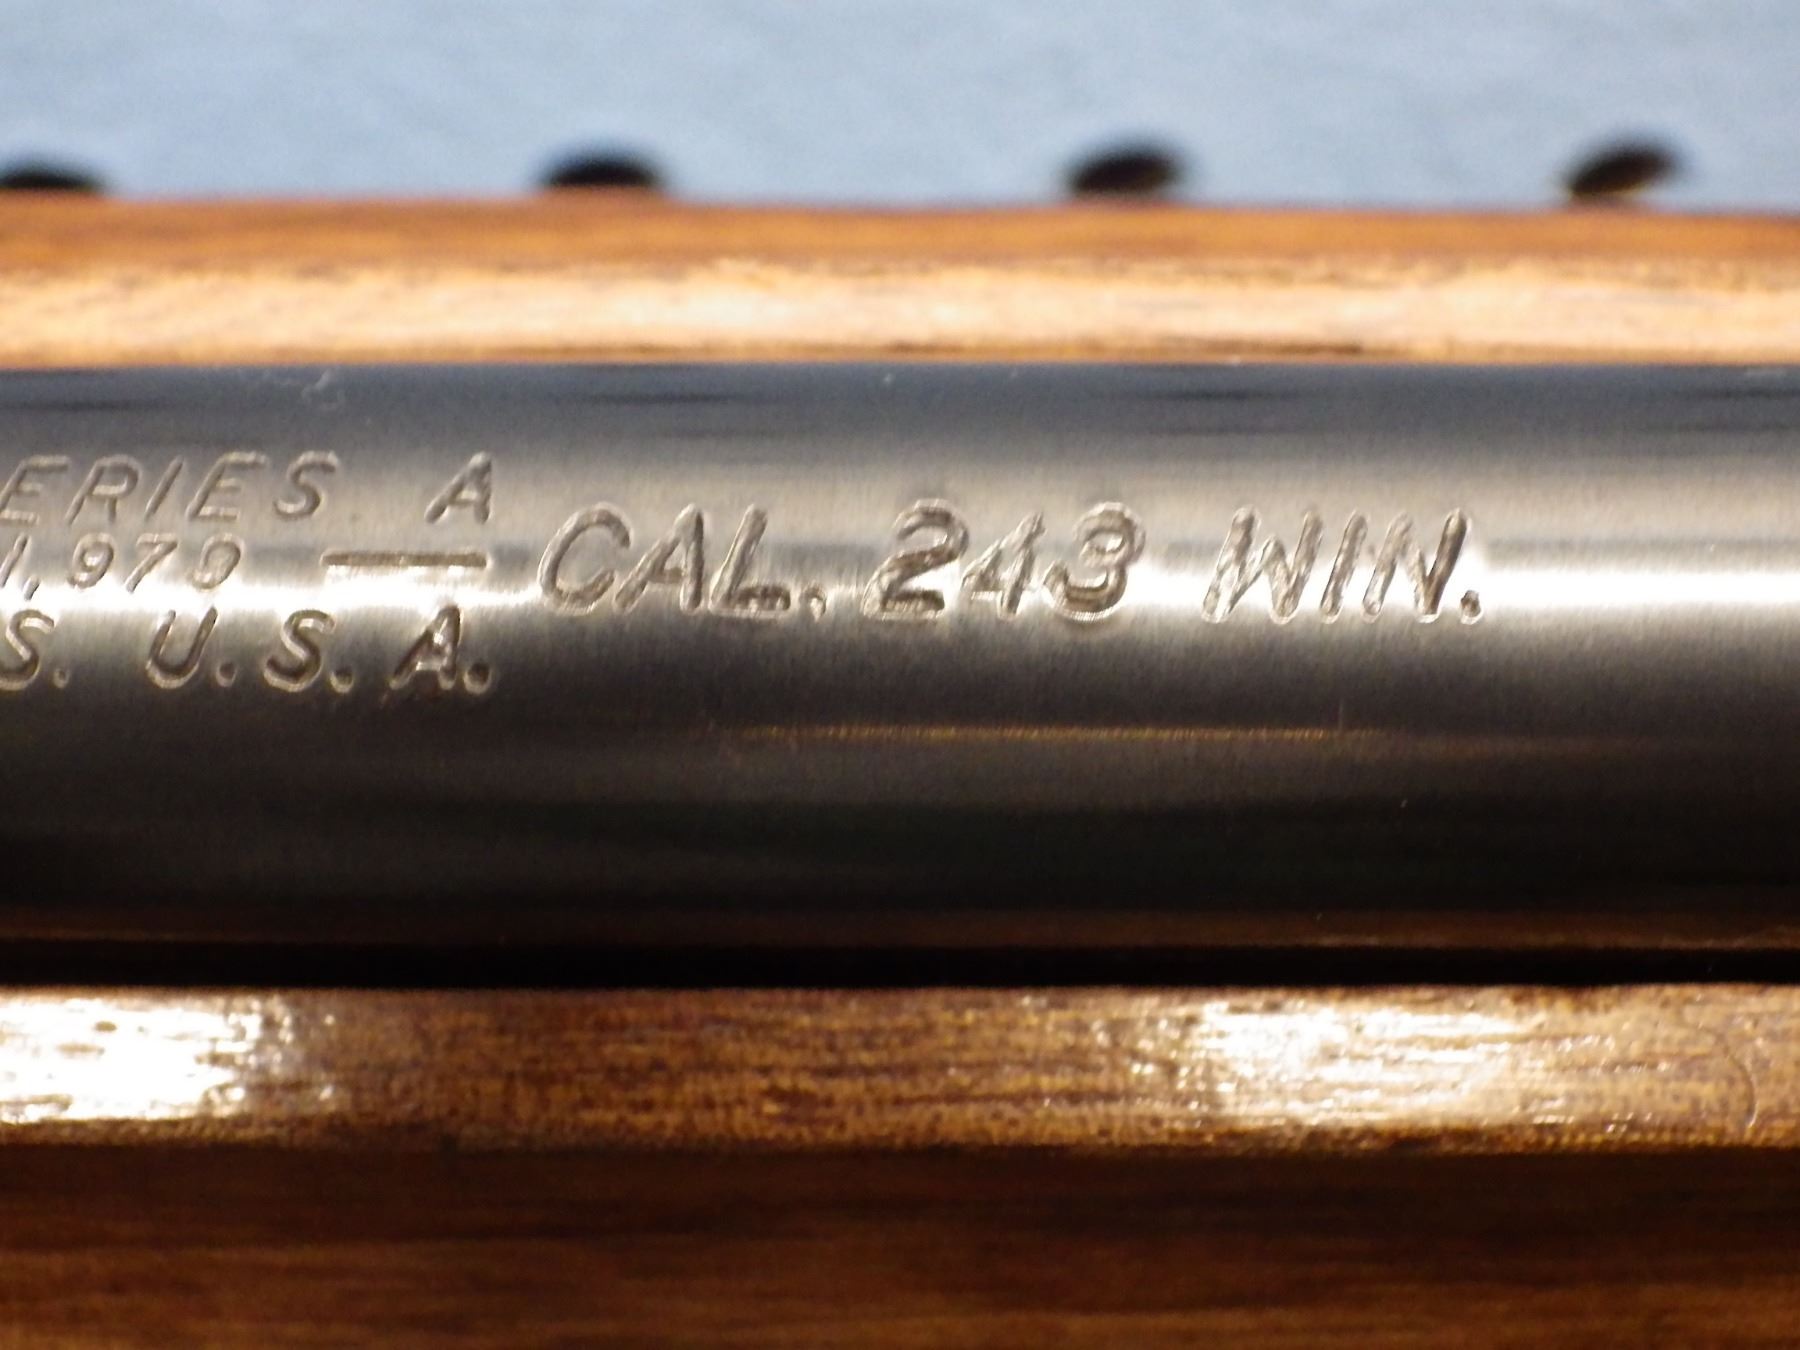 ERIES A
1,979 — CAL. 243 WIN.
S. U.S.A.